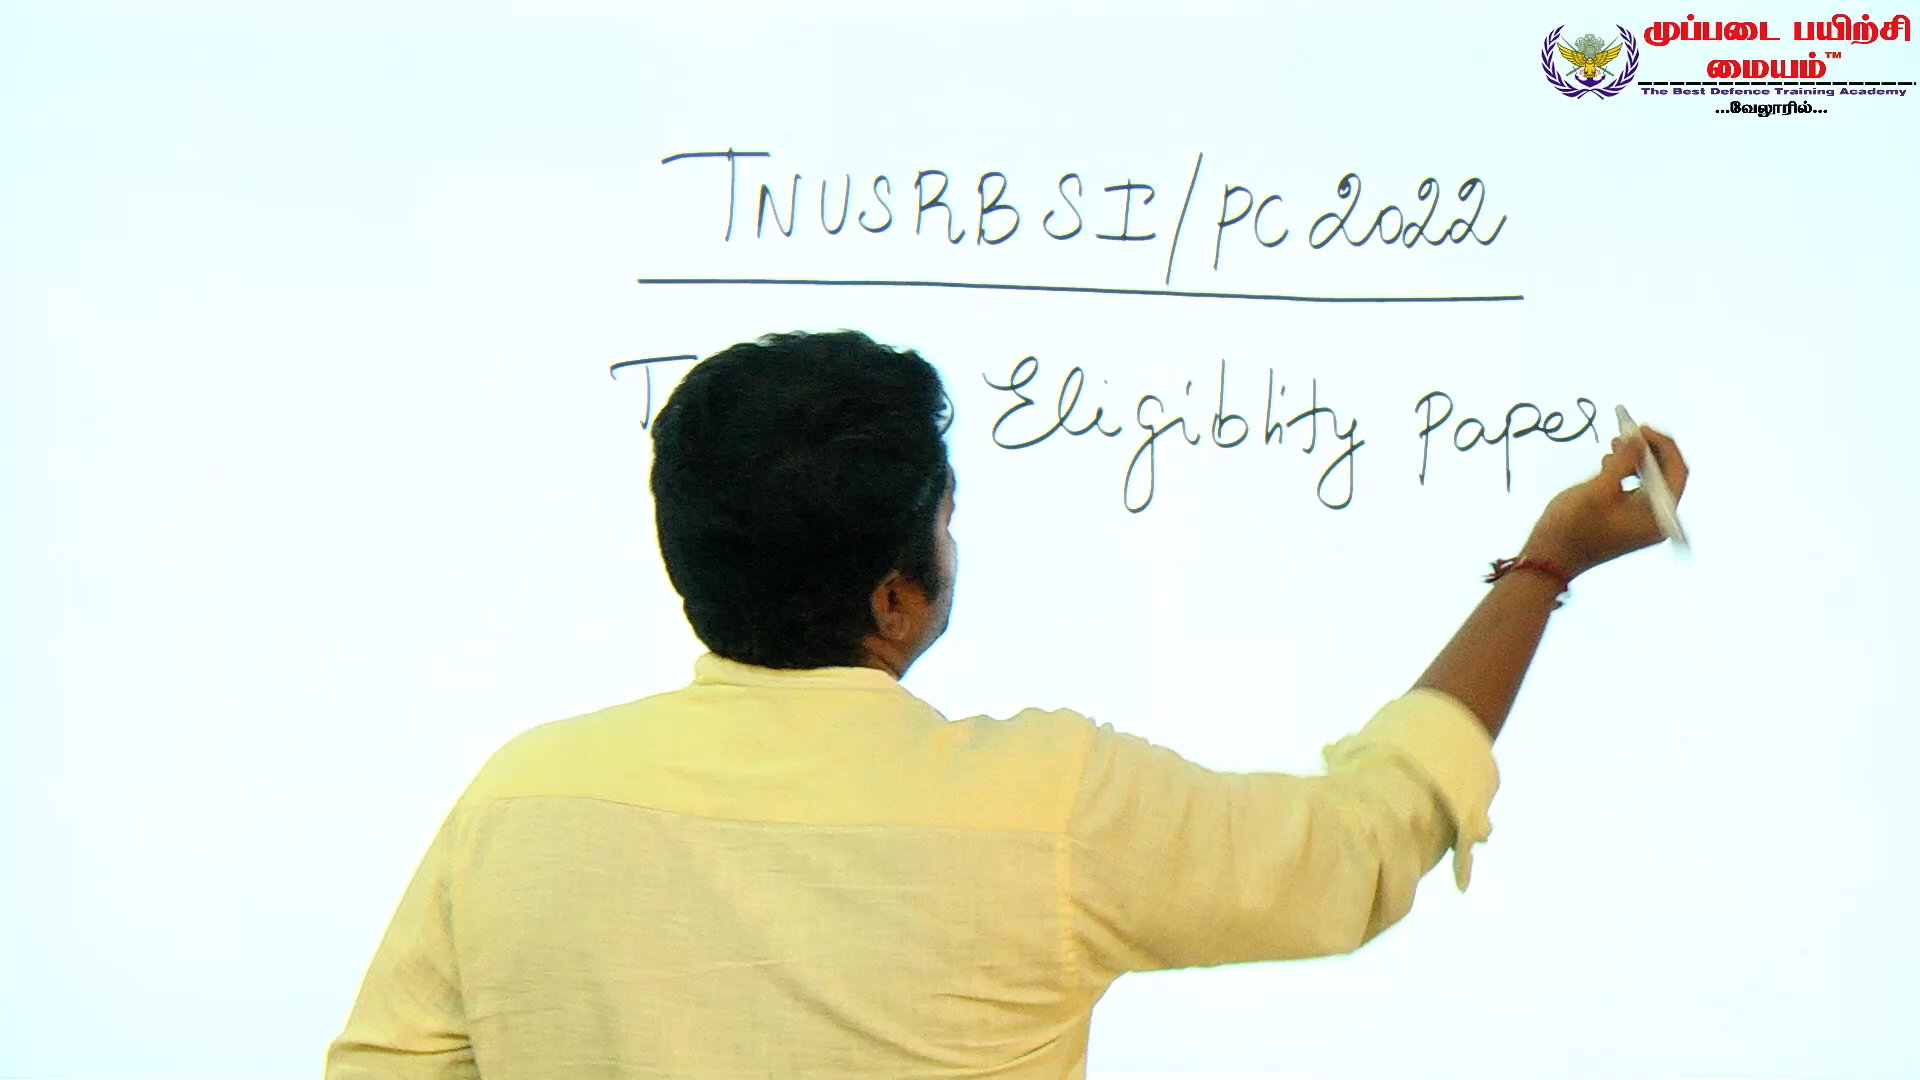 முப்படை பயிற்சி
மையம்™
The Best Defence Training Academy
...வேலூரில்...
TNUSRB SI/PC 2022
Eligiblity Paper